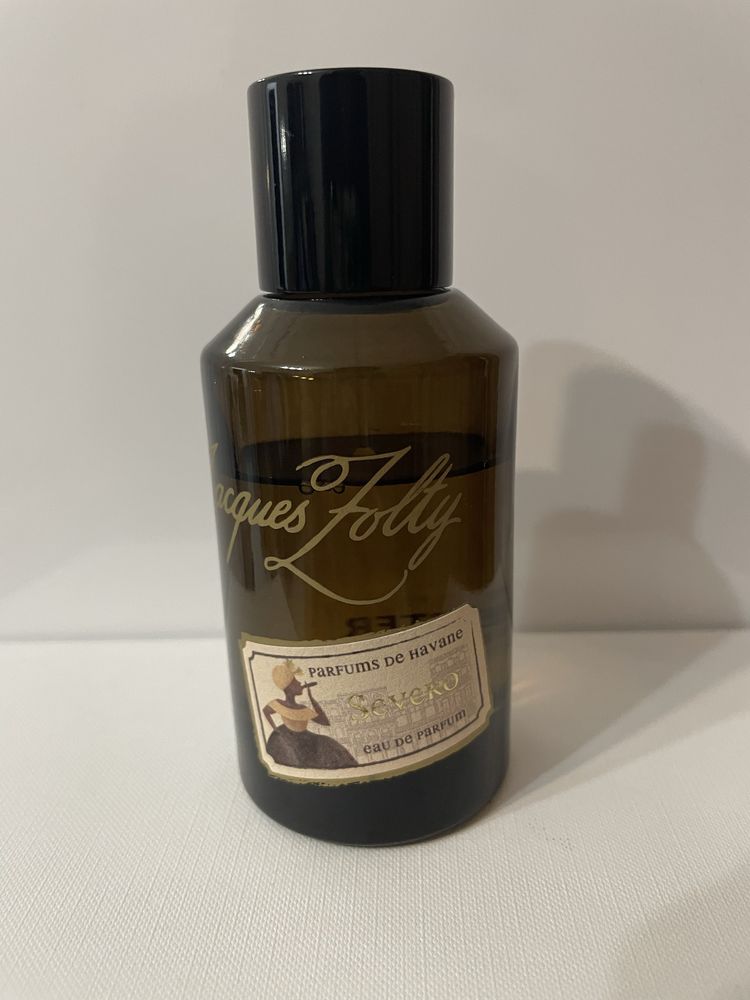 Jacques Zolty
PARFUMS DE HAVANE
Severo
EAU DE PARFUM